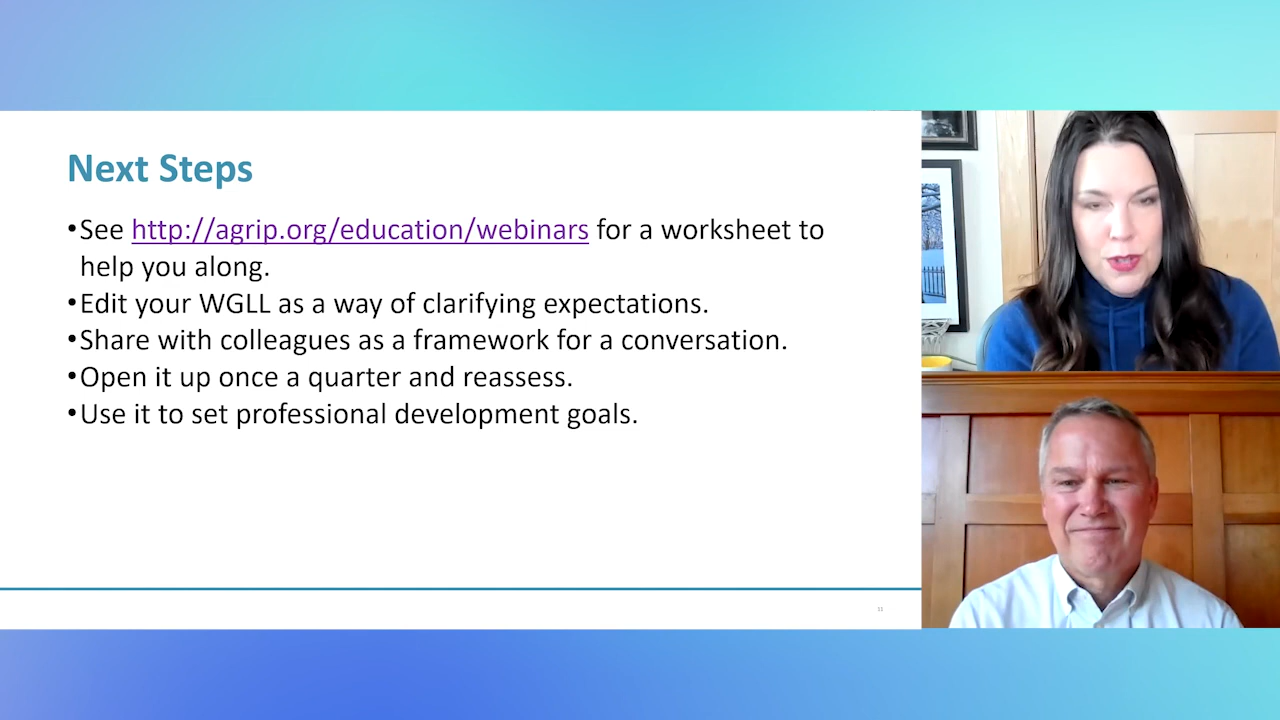 Next Steps
•See http://agrip.org/education/webinars for a worksheet to
help you along.
•Edit your WGLL as a way of clarifying expectations.
•Share with colleagues as a framework for a conversation.
•Open it up once a quarter and reassess.
•Use it to set professional development goals.